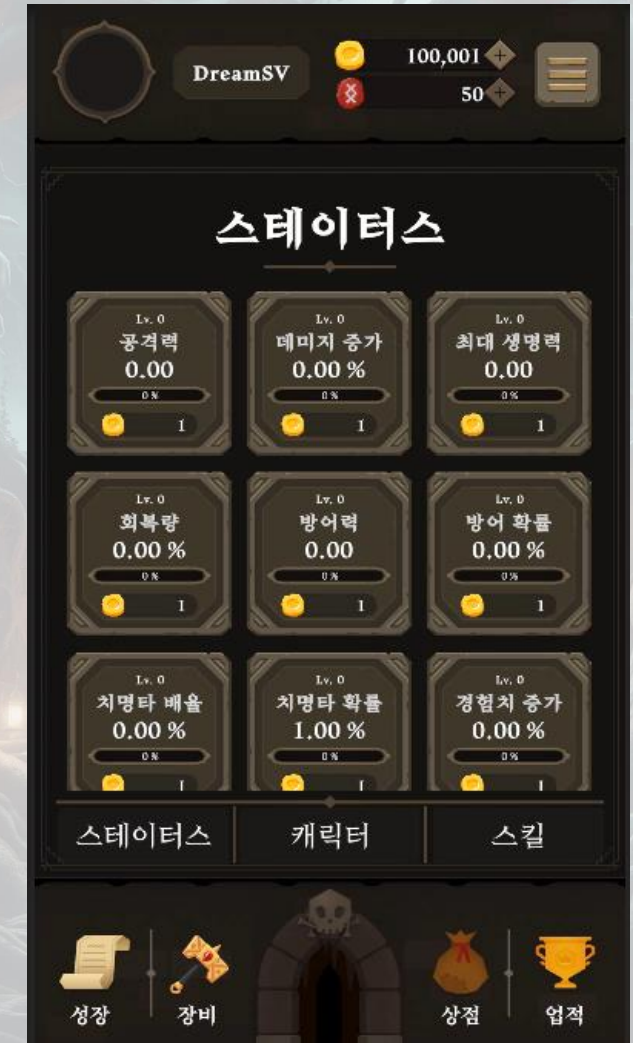 DreamSV
100,001
50
스테이터스
Lv. 0
공격력
0.00
0 %
1
Lv. 0
데미지 증가
0.00 %
0 %
1
Lv. 0
최대 생명력
0.00
0 %
1
Lv. 0
회복량
0.00 %
0 %
1
Lv. 0
방어력
0.00
0 %
1
Lv. 0
방어 확률
0.00 %
0 %
1
Lv. 0
치명타 배율
0.00 %
0 %
1
Lv. 0
치명타 확률
1.00 %
0 %
1
Lv. 0
경험치 증가
0.00 %
0 %
1
스테이터스
캐릭터
스킬
성장
장비
상점
업적